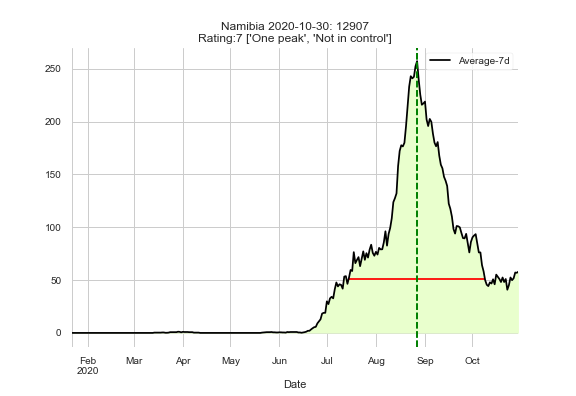 Namibia 2020-10-30: 12907
Rating:7 ['One peak', 'Not in control']
Average-7d
250
200
150
100
50
0
Feb Mar Apr May Jun Jul Aug Sep Oct
2020
Date